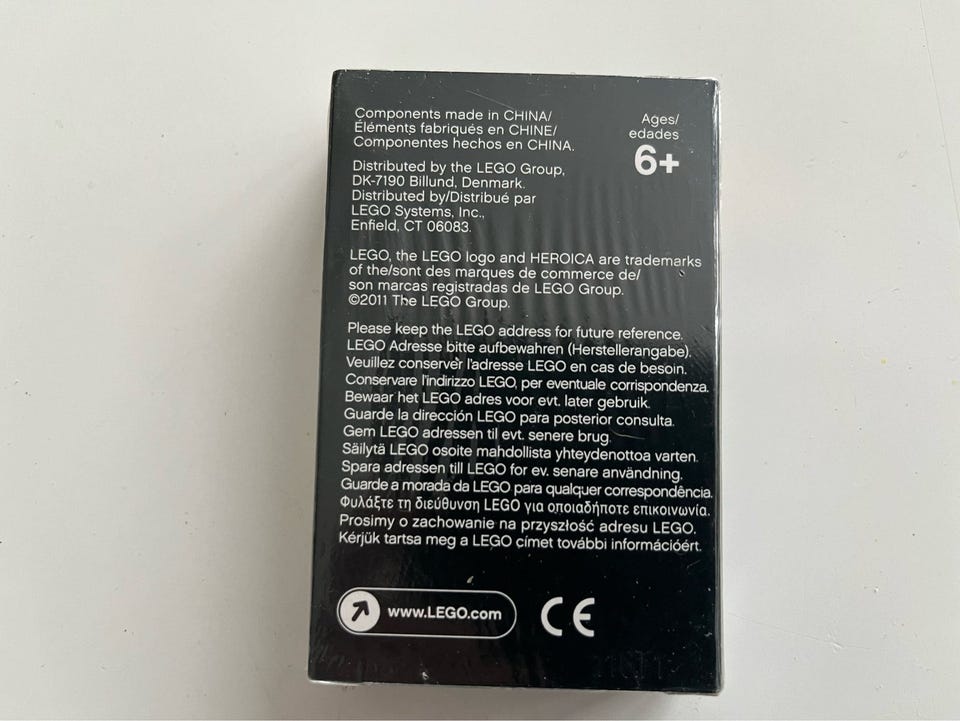 Components made in CHINA/
Éléments fabriqués en CHINE/
Componentes hechos en CHINA.
Ages/
edades
6+
Distributed by the LEGO Group,
DK-7190 Billund, Denmark.
Distributed by/Distribué par
LEGO Systems, Inc.,
Enfield, CT 06083.
LEGO, the LEGO logo and HEROICA are trademarks
of the/sont des marques de commerce de/
son marcas registradas de LEGO Group.
©2011 The LEGO Group.
Please keep the LEGO address for future reference.
LEGO Adresse bitte aufbewahren (Herstellerangabe).
Veuillez conserver l'adresse LEGO en cas de besoin.
Conservare l'indirizzo LEGO, per eventuale corrispondenza.
Bewaar het LEGO adres voor evt. later gebruik.
Guarde la dirección LEGO para posterior consulta.
Gem LEGO adressen til evt. senere brug.
Säilytä LEGO osoite mahdollista yhteydenottoa varten.
Spara adressen till LEGO for ev. senare användning.
Guarde a morada da LEGO para qualquer correspondência.
Φυλάξτε τη διεύθυνση LEGO για οποιαδήποτε επικοινωνία.
Prosimy o zachowanie na przyszłość adresu LEGO.
Kérjük tartsa meg a LEGO címet további információért.
www.LEGO.com
CE